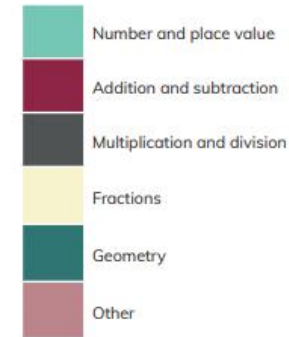 Number and place value
Addition and subtraction
Multiplication and division
Fractions
Geometry
Other